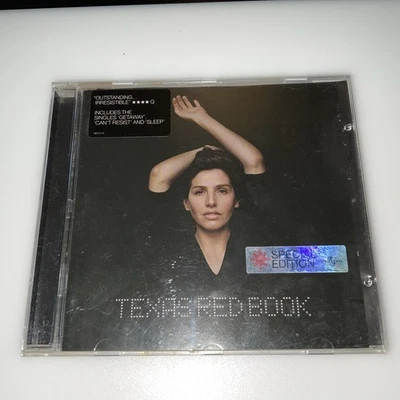 "OUTSTANDING...
IRRESISTIBLE" ★★★★ Q
INCLUDES THE
SINGLES 'GETAWAY',
'CAN'T RESIST' AND 'SLEEP'
SPECIAL
EDITION
TEXAS RED BOOK